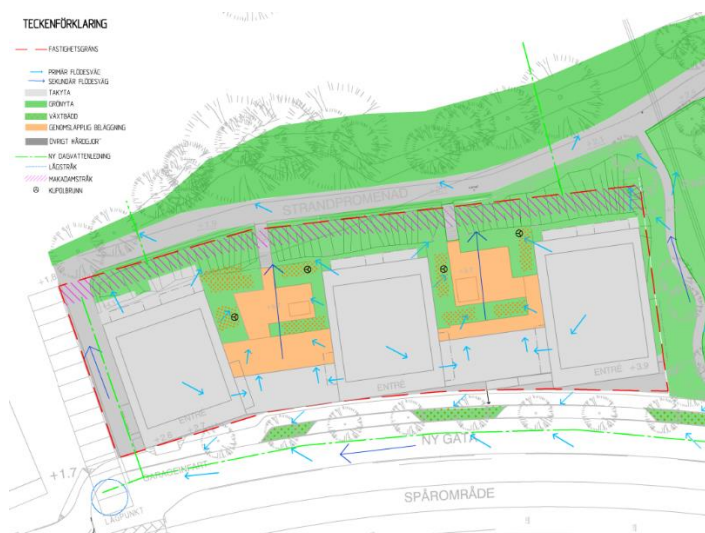 TECKENFÖRKLARING
FASTIGHETSGRÄNS
PRIMÄR FLÖDESVÄG
SEKUNDÄR FLÖDESVÄG
TAKYTA
GRÖNYTA
VÄXTBÄDD
GENOMSLÄPPLIG BELÄGGNING
ÖVRIGT HÅRDGJORT
NY DAGVATTENLEDNING
LÅGSTRÅK
MAKADAMSTRÅK
KUPOLBRUNN
STRANDPROMENAD
ENTRÉ
ENTRÉ
ENTRÉ
+3.9
+1.7
GARAGEINFART
NY GATA
LÅGPUNKT
SPÅROMRÅDE